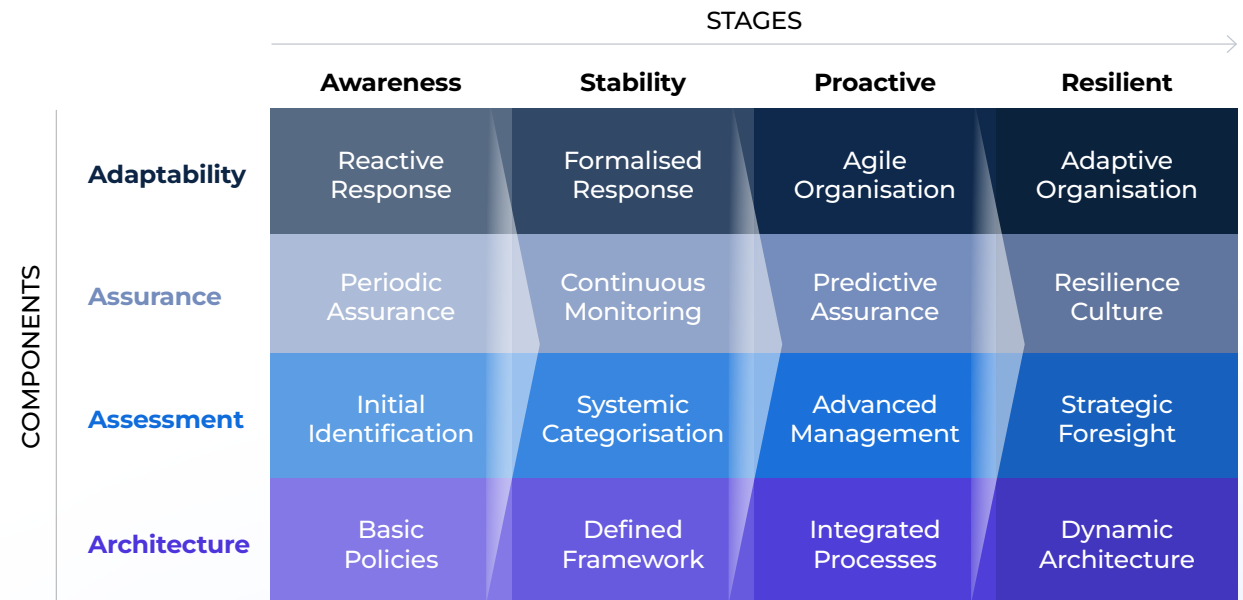 STAGES
Awareness
Stability
Proactive
Resilient
COMPONENTS
Adaptability
Reactive
Response
Formalised
Response
Agile
Organisation
Adaptive
Organisation
Assurance
Periodic
Assurance
Continuous
Monitoring
Predictive
Assurance
Resilience
Culture
Assessment
Initial
Identification
Systemic
Categorisation
Advanced
Management
Strategic
Foresight
Architecture
Basic
Policies
Defined
Framework
Integrated
Processes
Dynamic
Architecture